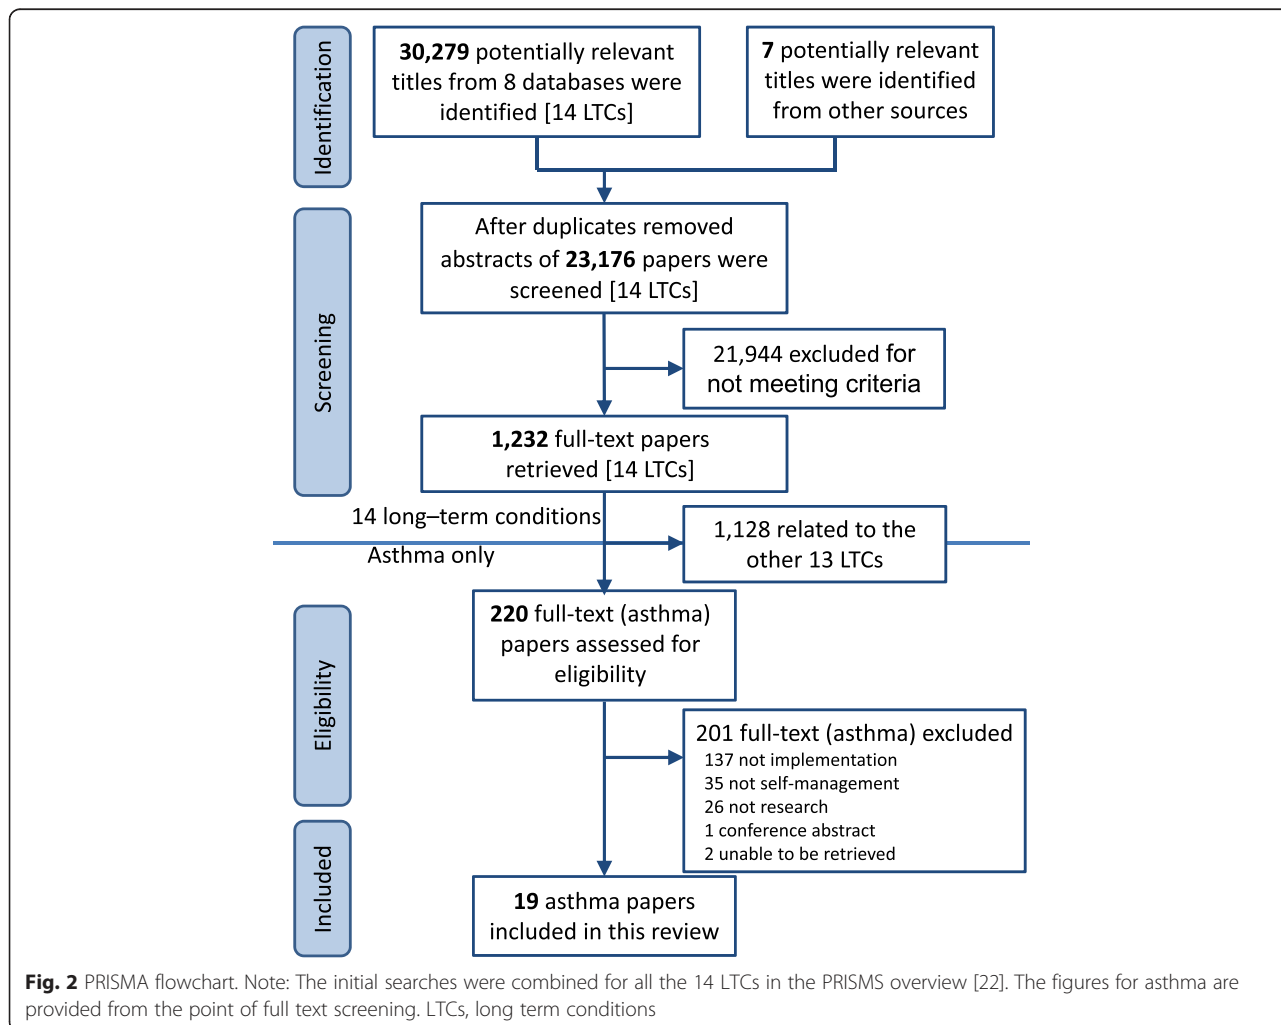 Identification
30,279 potentially relevant
titles from 8 databases were
identified [14 LTCs]
7 potentially relevant
titles were identified
from other sources
Screening
After duplicates removed
abstracts of 23,176 papers were
screened [14 LTCs]
21,944 excluded for
not meeting criteria
1,232 full-text papers
retrieved [14 LTCs]
14 long–term conditions
Asthma only
1,128 related to the
other 13 LTCs
Eligibility
220 full-text (asthma)
papers assessed for
eligibility
201 full-text (asthma) excluded
137 not implementation
35 not self-management
26 not research
1 conference abstract
2 unable to be retrieved
Included
19 asthma papers
included in this review
Fig. 2 PRISMA flowchart. Note: The initial searches were combined for all the 14 LTCs in the PRISMS overview [22]. The figures for asthma are
provided from the point of full text screening. LTCs, long term conditions